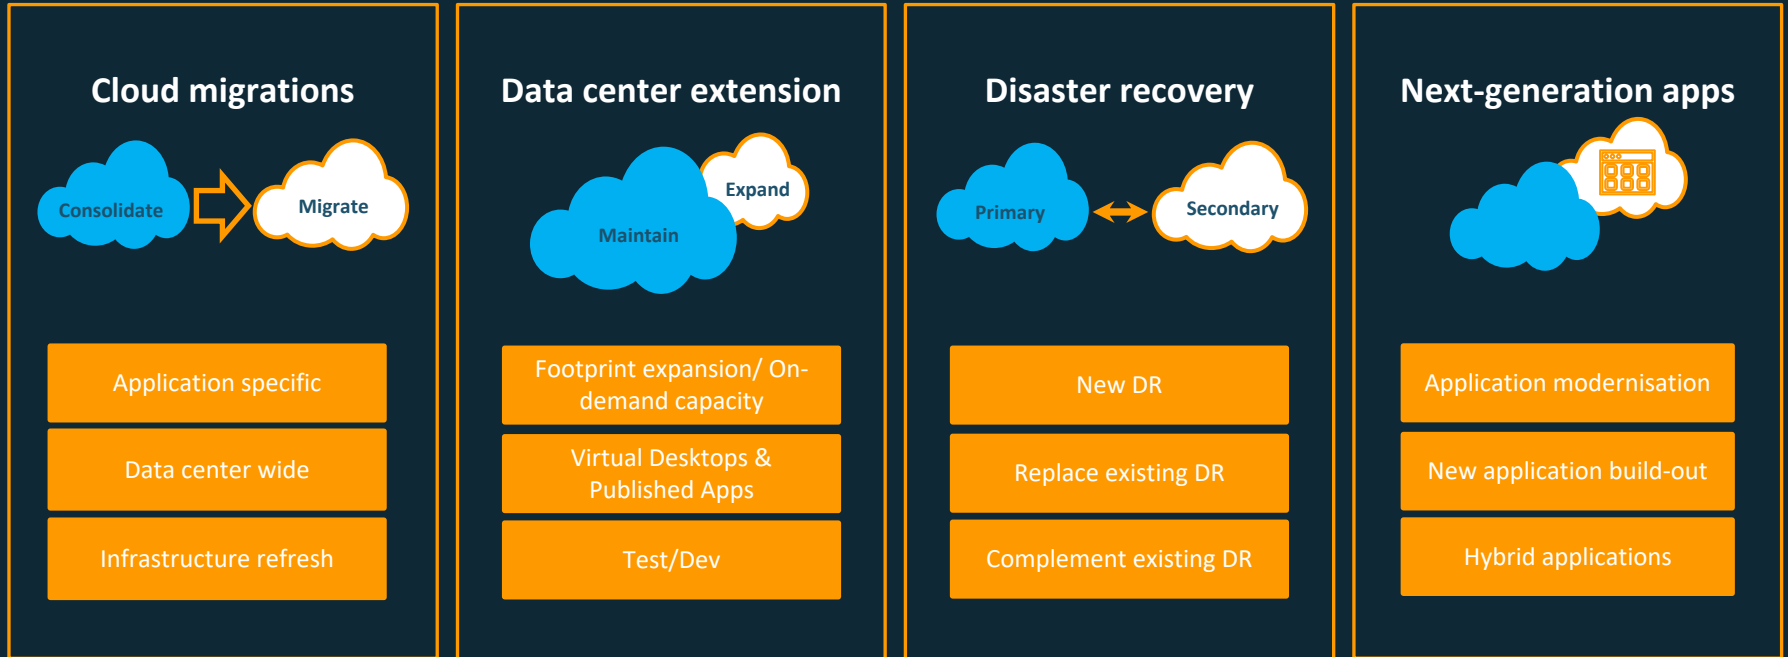 Cloud migrations
Consolidate
Migrate
Application specific
Data center wide
Infrastructure refresh
Data center extension
Expand
Maintain
Footprint expansion/ On-
demand capacity
Virtual Desktops &
Published Apps
Test/Dev
Disaster recovery
Primary
Secondary
New DR
Replace existing DR
Complement existing DR
Next-generation apps
Application modernisation
New application build-out
Hybrid applications